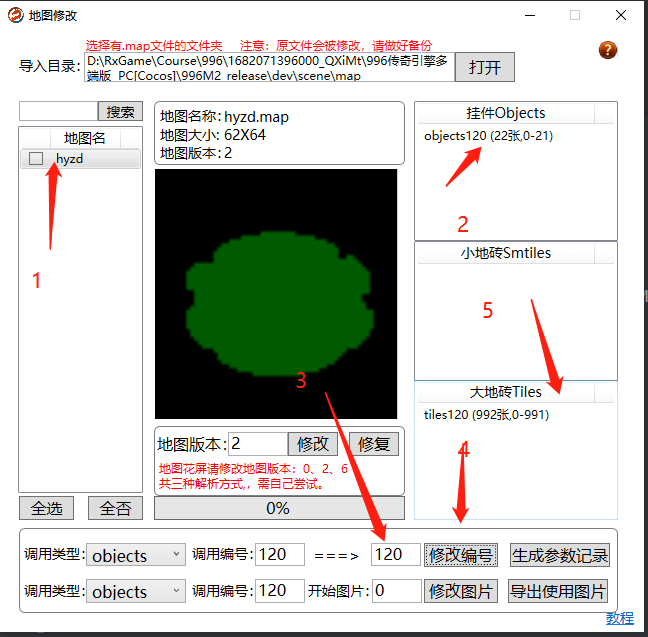 地图修改
选择有.map文件的文件夹 注意：原文件会被修改，请做好备份
导入目录:
D:\RxGame\Course\996\1682071396000_QXiMt\996传奇引擎多
端版_PC[Cocos]\996M2_release\dev\scene\map
打开
?
搜索
地图名
hyzd
1
全选
全否
地图名称: hyzd.map
地图大小: 62X64
地图版本: 2
3
地图版本: 2
修改
修复
地图花屏请修改地图版本：0、2、6
共三种解析方式,，需自己尝试。
0%
挂件Objects
objects120 (22张,0-21)
2
小地砖Smtiles
5
大地砖Tiles
tiles120 (992张,0-991)
4
调用类型: objects 调用编号: 120 ===> 120 修改编号 生成参数记录
调用类型: objects 调用编号: 120 开始图片: 0 修改图片 导出使用图片
教程